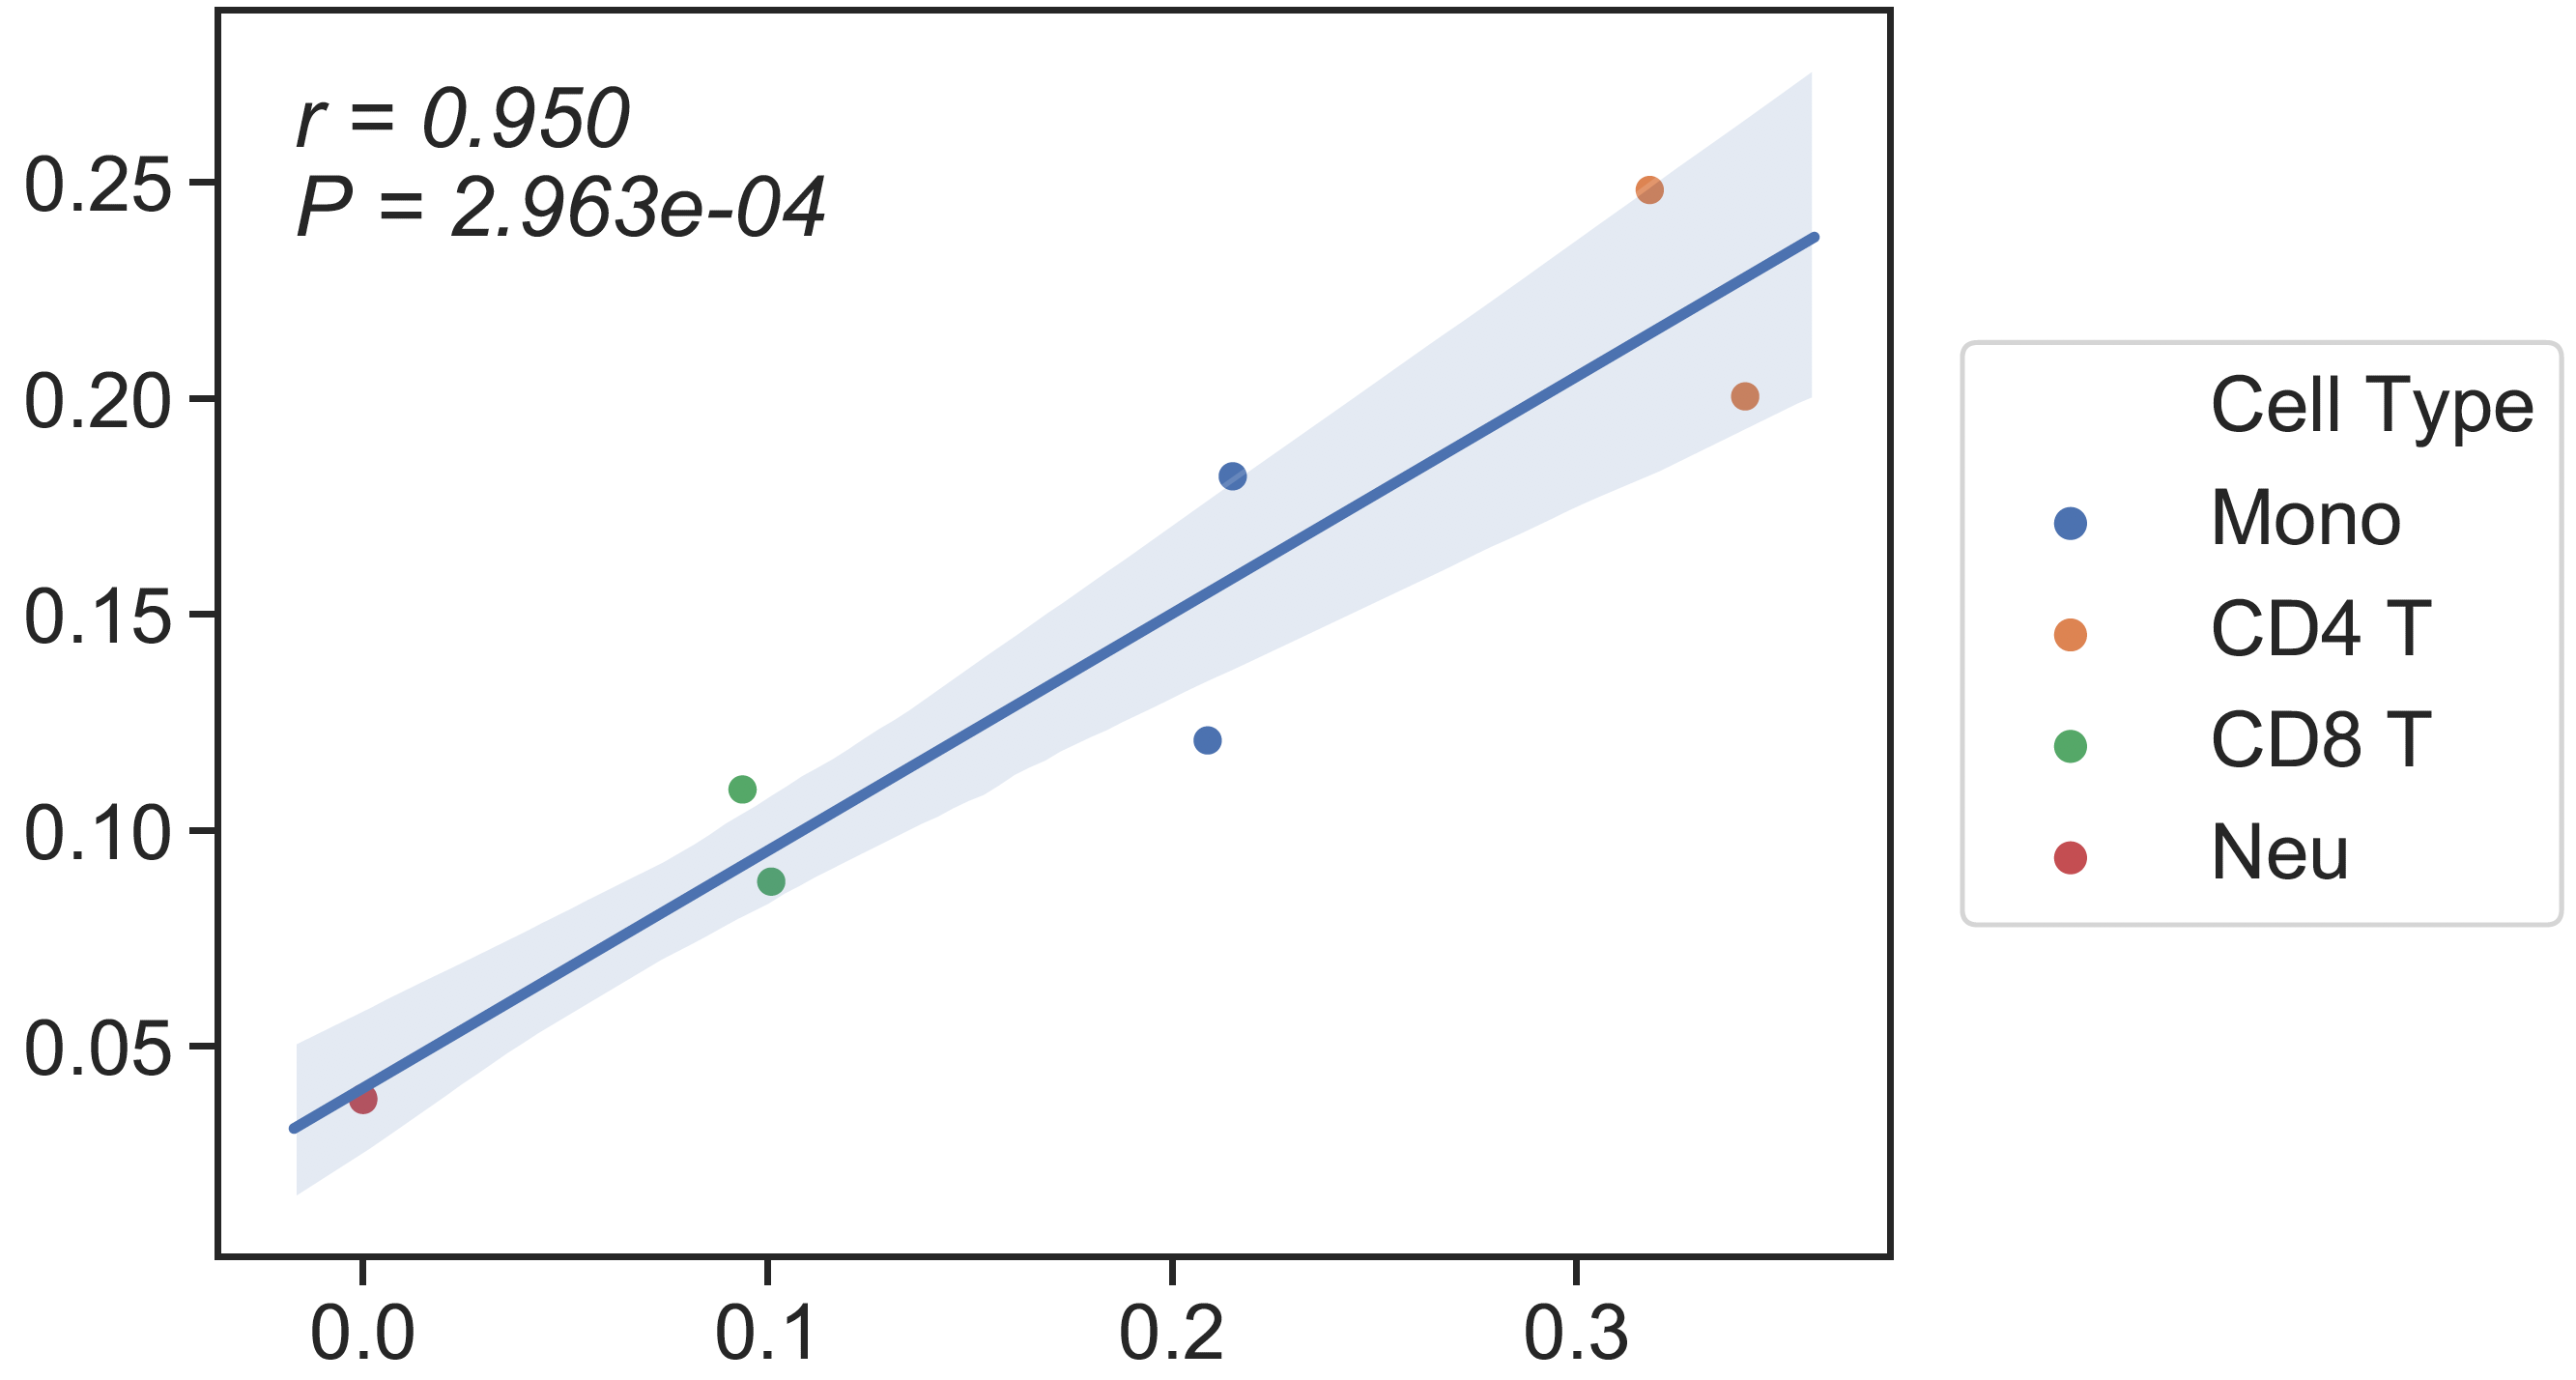 r = 0.950
P = 2.963e-04
0.25
0.20
0.15
0.10
0.05
0.0 0.1 0.2 0.3
Cell Type
Mono
CD4 T
CD8 T
Neu